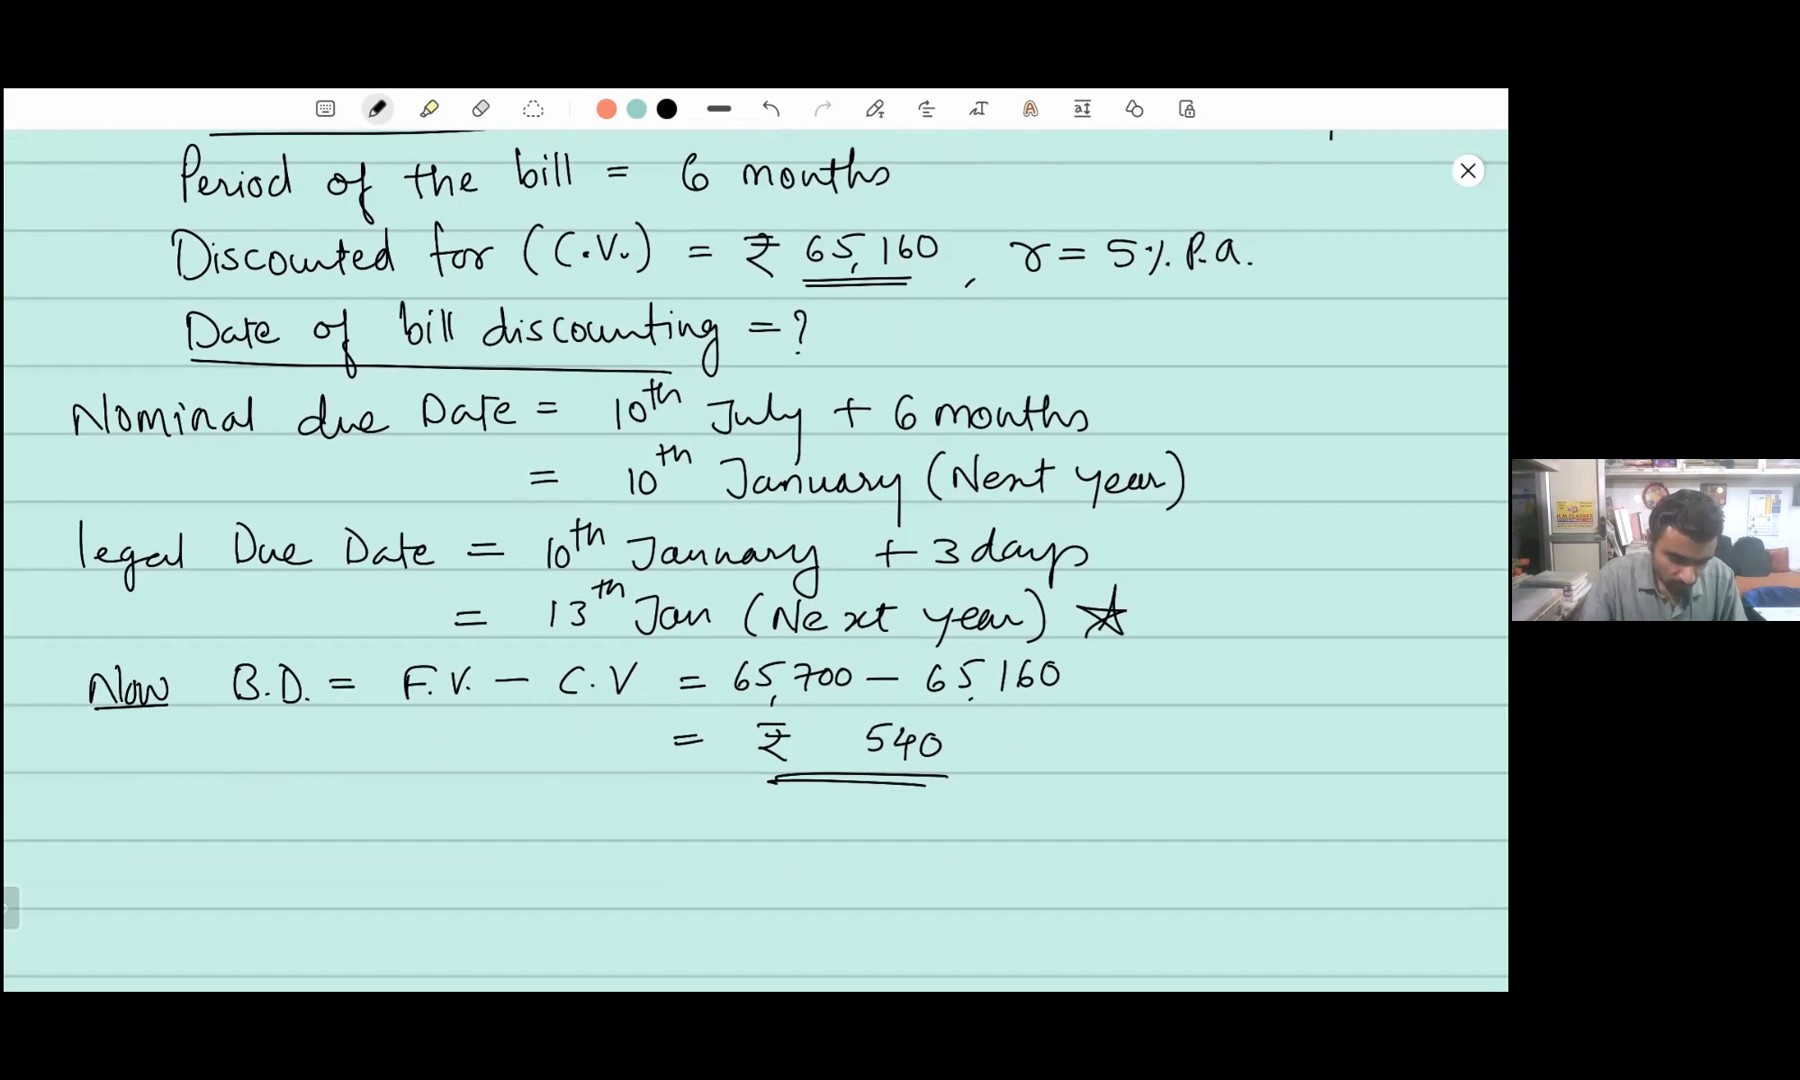 Period of the bill = 6 months
Discounted for (C.V.) = ₹ 65,160 , r = 5% P.a.
Date of bill discounting = ?
Nominal due Date = 10th July + 6 months
= 10th January (Next year)
legal Due Date = 10th January + 3 days
= 13th Jan (Next year) ☆
Now B.D. = F.V. - C.V = 65,700 - 65,160
= ₹ 540